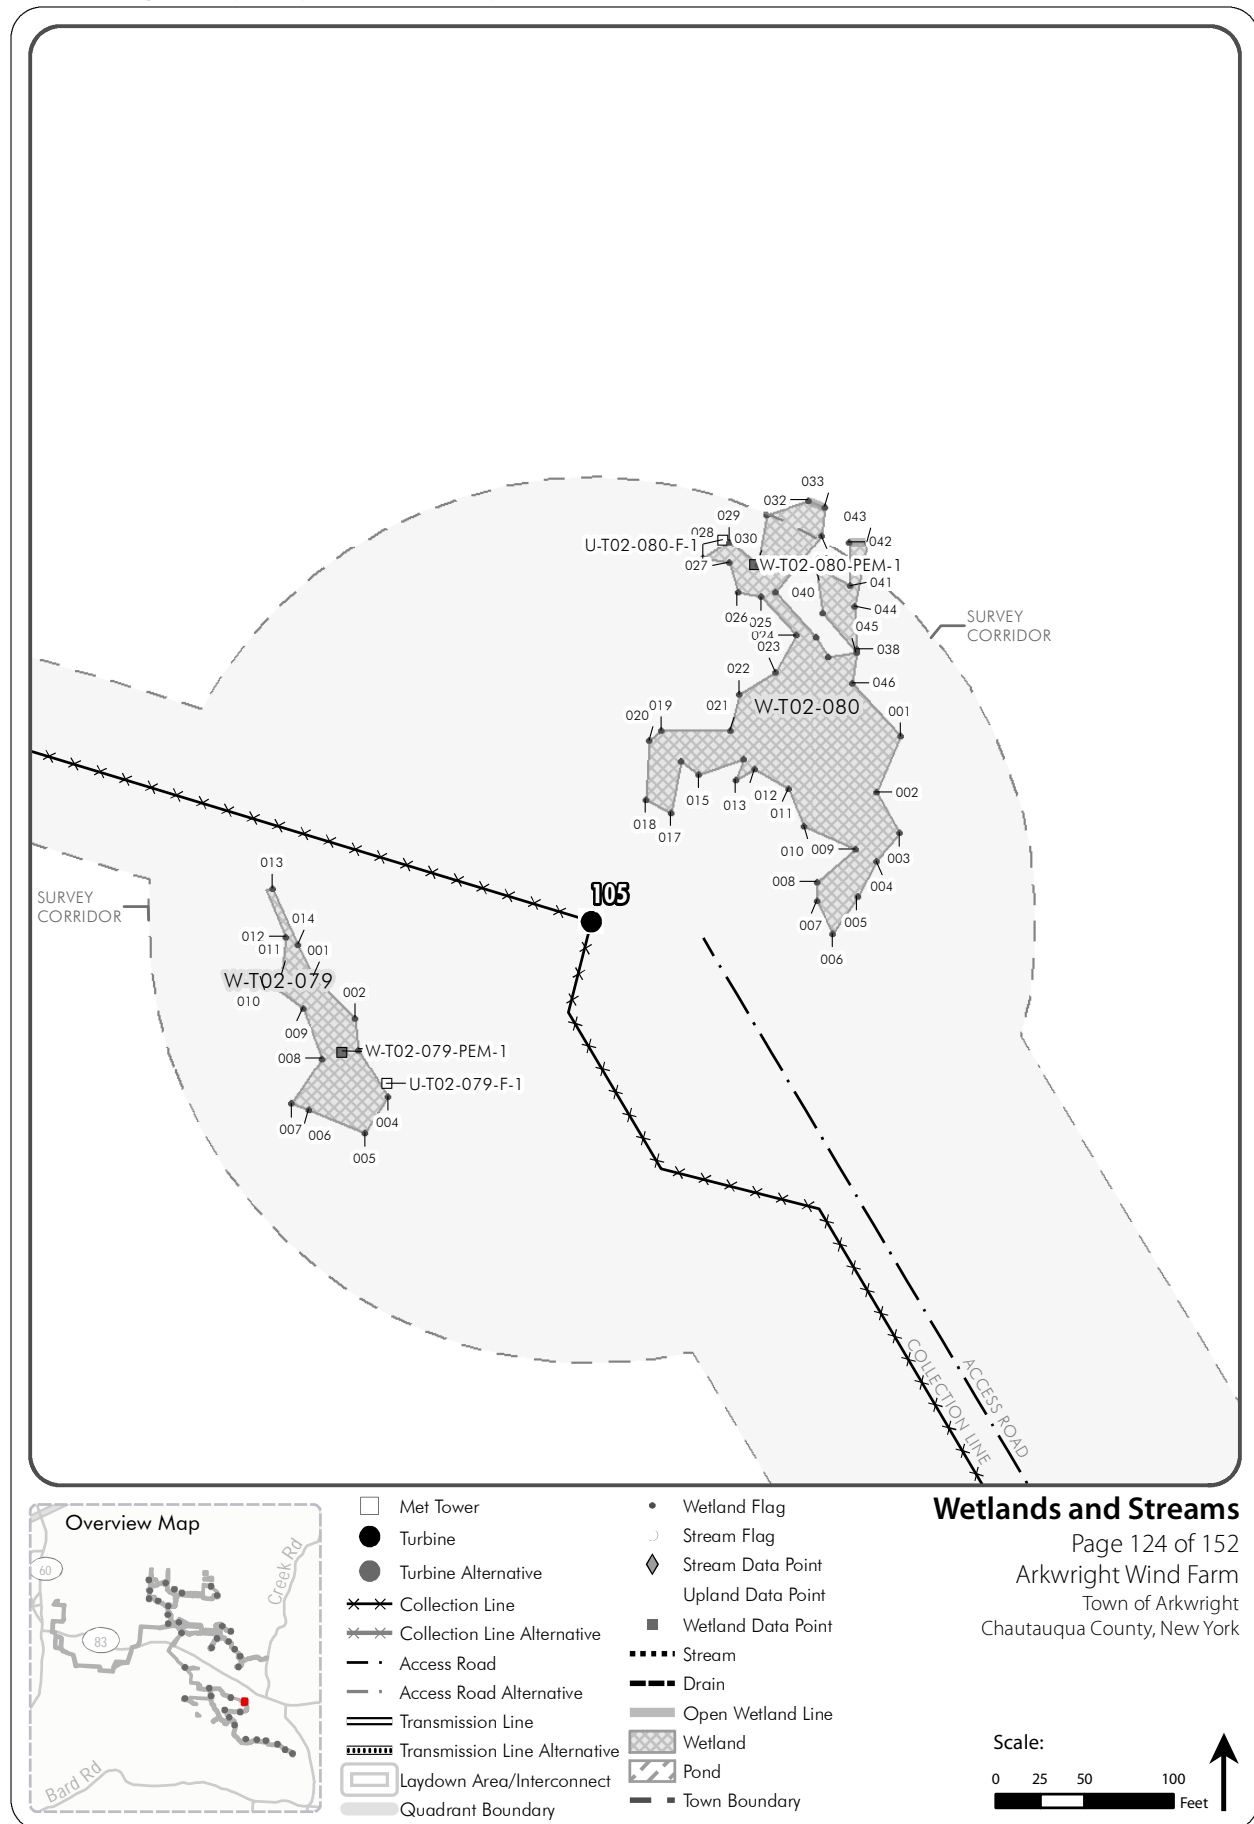 033
032
043
029
028
030
042
U-T02-080-F-1
W-T02-080-PEM-1
027
041
040
044
026
025
045
SURVEY
CORRIDOR
024
023
038
022
046
W-T02-080
019
021
001
020
002
015
012
013
011
018
017
010
009
003
013
008
004
105
SURVEY
CORRIDOR
007
005
014
012
011
001
006
W-T02-079
010
002
009
W-T02-079-PEM-1
008
U-T02-079-F-1
004
007
006
005
COLLECTION LINE
ACCESS ROAD
Overview Map
60
83
Creek Rd
Bard Rd
Met Tower
Turbine
Turbine Alternative
Collection Line
Collection Line Alternative
Access Road
Access Road Alternative
Transmission Line
Transmission Line Alternative
Laydown Area/Interconnect
Quadrant Boundary
Wetland Flag
Stream Flag
Stream Data Point
Upland Data Point
Wetland Data Point
Stream
Drain
Open Wetland Line
Wetland
Pond
Town Boundary
Wetlands and Streams
Page 124 of 152
Arkwright Wind Farm
Town of Arkwright
Chautauqua County, New York
Scale:
0 25 50 100
Feet